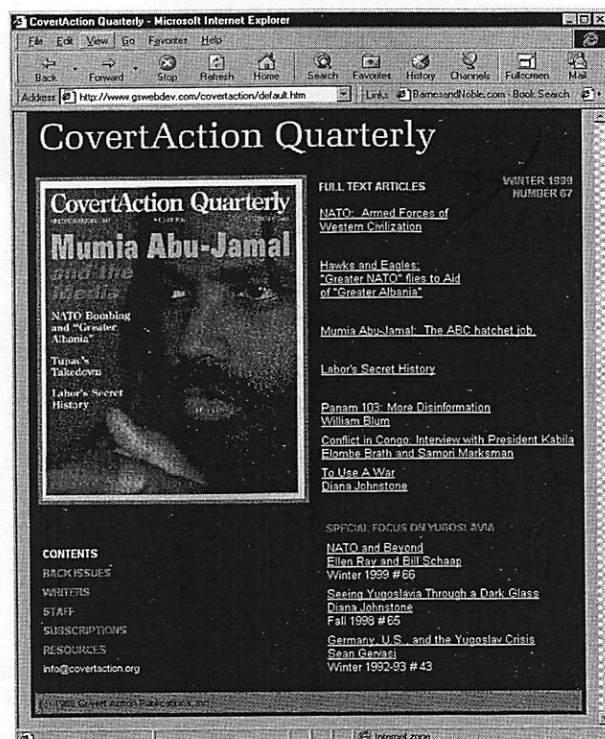 CovertAction Quarterly - Microsoft Internet Explorer
File Edit View Go Favorites Help
Back Forward Stop Refresh Home Search Favorites History Channels Fullscreen Mail
Address http://www.gswebdev.com/covertaction/default.htm Links BarnesandNoble.com - Book Search
CovertAction Quarterly
CovertAction Quarterly
Mumia Abu-Jamal
and the
Media
NATO Bombing
and "Greater
Albania"
Tupac's
Takedown
Labor's Secret
History
FULL TEXT ARTICLES
WINTER 1999
NUMBER 67
NATO: Armed Forces of
Western Civilization
Hawks and Eagles:
"Greater NATO" flies to Aid
of "Greater Albania"
Mumia Abu-Jamal: The ABC hatchet job.
Labor's Secret History
Panam 103: More Disinformation
William Blum
Conflict in Congo: Interview with President Kabila
Elombe Brath and Samori Marksman
To Use A War
Diana Johnstone
SPECIAL FOCUS ON YUGOSLAVIA
NATO and Beyond
Ellen Ray and Bill Schaap
Winter 1999 #66
Seeing Yugoslavia Through a Dark Glass
Diana Johnstone
Fall 1998 #65
Germany, U.S., and the Yugoslav Crisis
Sean Gervasi
Winter 1992-93 #43
CONTENTS
BACK ISSUES
WRITERS
STAFF
SUBSCRIPTIONS
RESOURCES
info@covertaction.org
Covert Action Publications, Inc.
Internet zone